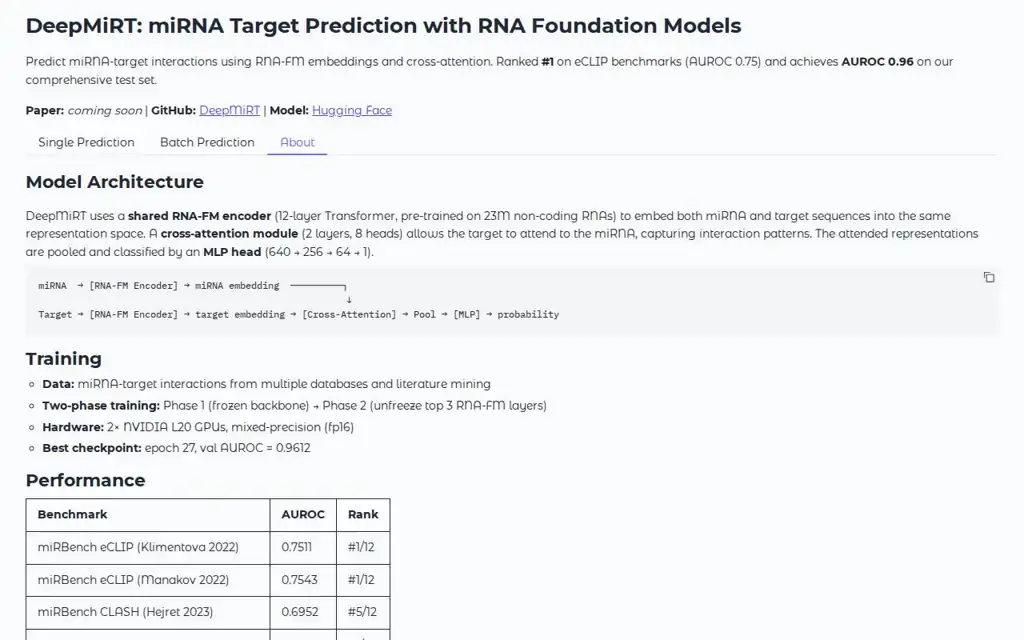 DeepMiRT: miRNA Target Prediction with RNA Foundation Models
Predict miRNA-target interactions using RNA-FM embeddings and cross-attention. Ranked #1 on eCLIP benchmarks (AUROC 0.75) and achieves AUROC 0.96 on our
comprehensive test set.
Paper: coming soon | GitHub: DeepMiRT | Model: Hugging Face
Single Prediction Batch Prediction About
Model Architecture
DeepMiRT uses a shared RNA-FM encoder (12-layer Transformer, pre-trained on 23M non-coding RNAs) to embed both miRNA and target sequences into the same
representation space. A cross-attention module (2 layers, 8 heads) allows the target to attend to the miRNA, capturing interaction patterns. The attended representations
are pooled and classified by an MLP head (640 → 256 → 64 → 1).
miRNA → [RNA-FM Encoder] → miRNA embedding ─────────┐
↓
Target → [RNA-FM Encoder] → target embedding → [Cross-Attention] → Pool → [MLP] → probability
Training
Data: miRNA-target interactions from multiple databases and literature mining
Two-phase training: Phase 1 (frozen backbone) → Phase 2 (unfreeze top 3 RNA-FM layers)
Hardware: 2× NVIDIA L20 GPUs, mixed-precision (fp16)
Best checkpoint: epoch 27, val AUROC = 0.9612
Performance
Benchmark AUROC Rank
miRBench eCLIP (Klimentova 2022) 0.7511 #1/12
miRBench eCLIP (Manakov 2022) 0.7543 #1/12
miRBench CLASH (Hejret 2023) 0.6952 #5/12